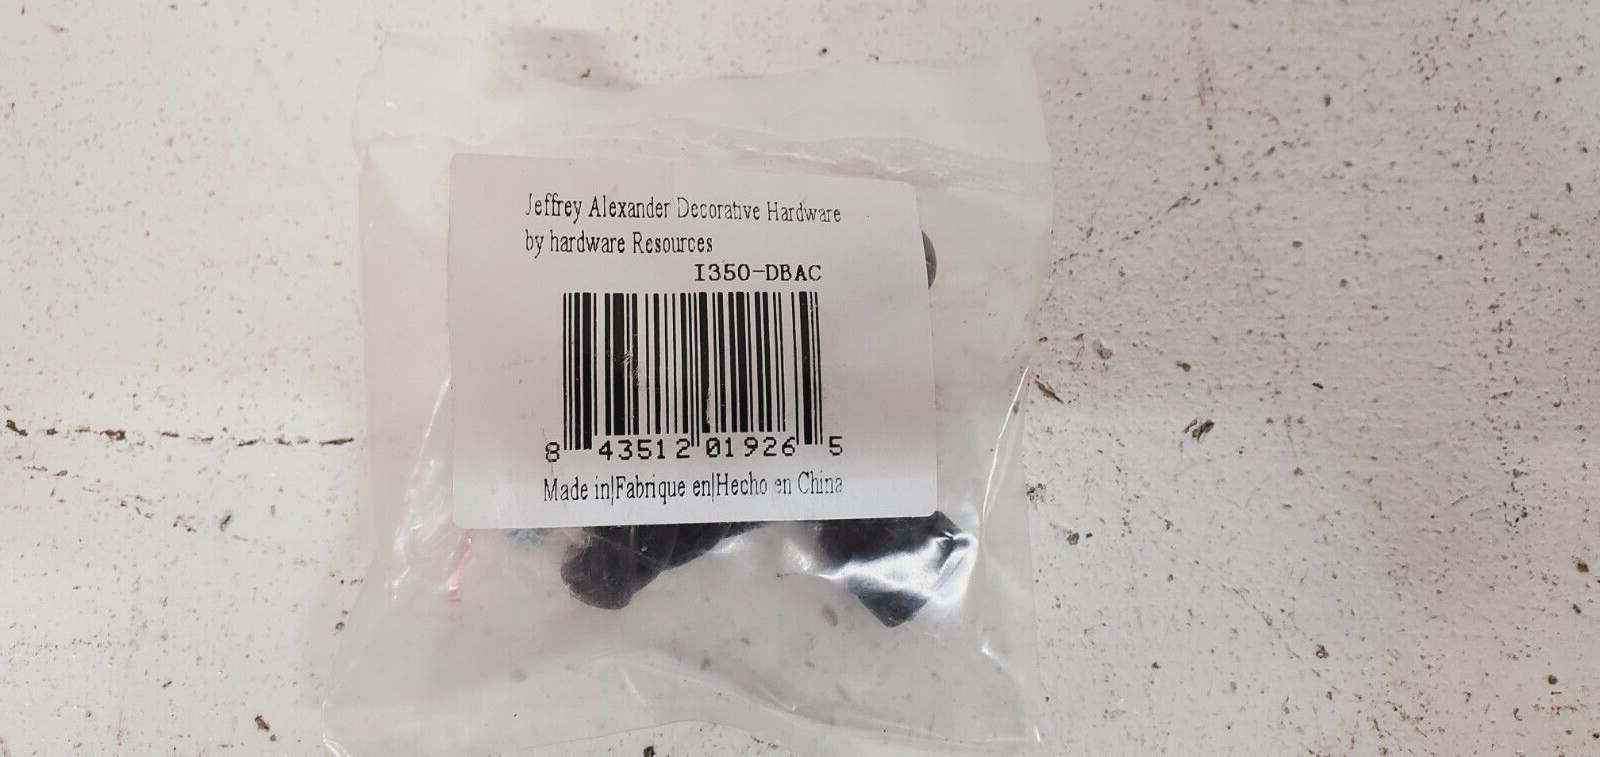 Jeffrey Alexander Decorative Hardware
by hardware Resources
I350-DBAC
8 43512 01926 5
Made in|Fabrique en|Hecho en China